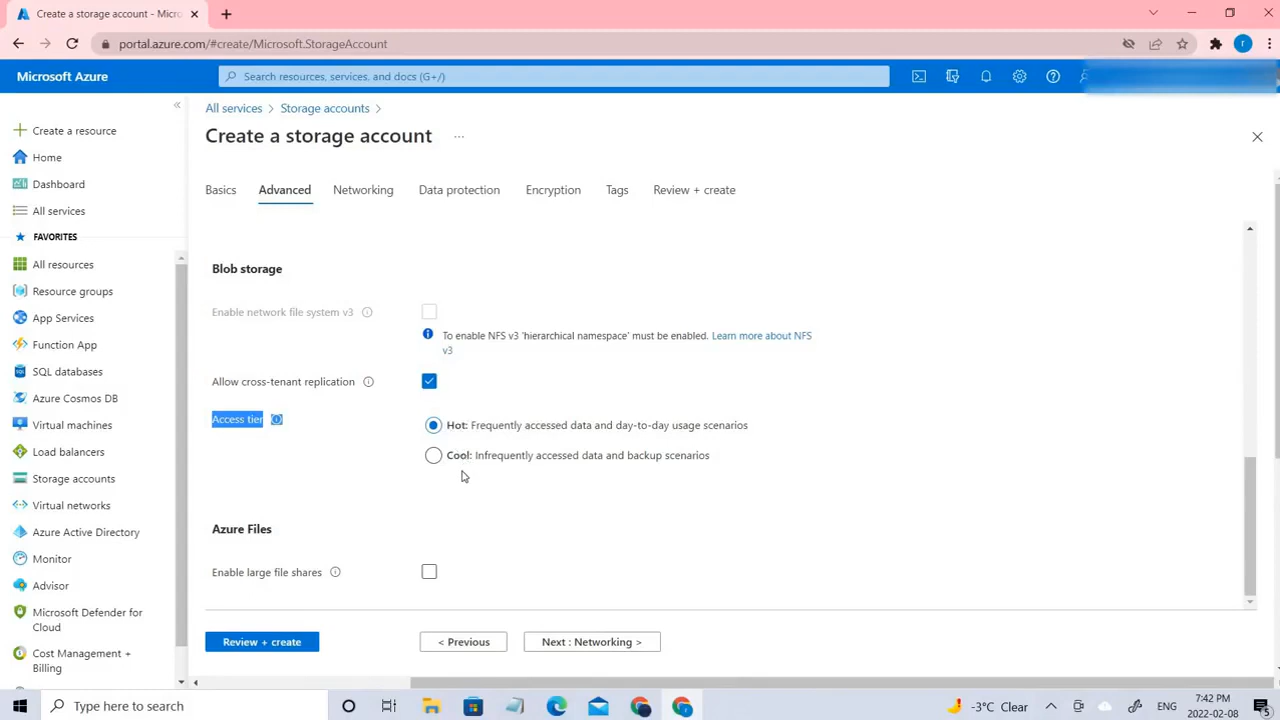 Create a storage account - Micro
portal.azure.com/#create/Microsoft.StorageAccount
Microsoft Azure
Search resources, services, and docs (G+/)
All services > Storage accounts >
Create a storage account ...
Basics Advanced Networking Data protection Encryption Tags Review + create
Create a resource
Home
Dashboard
All services
FAVORITES
All resources
Resource groups
App Services
Function App
SQL databases
Azure Cosmos DB
Virtual machines
Load balancers
Storage accounts
Virtual networks
Azure Active Directory
Monitor
Advisor
Microsoft Defender for
Cloud
Cost Management +
Billing
Blob storage
Enable network file system v3
To enable NFS v3 'hierarchical namespace' must be enabled. Learn more about NFS
v3
Allow cross-tenant replication
Access tier
Hot: Frequently accessed data and day-to-day usage scenarios
Cool: Infrequently accessed data and backup scenarios
Azure Files
Enable large file shares
Review + create
< Previous
Next : Networking >
Type here to search
-3°C Clear
ENG
7:42 PM
2022-02-08
5